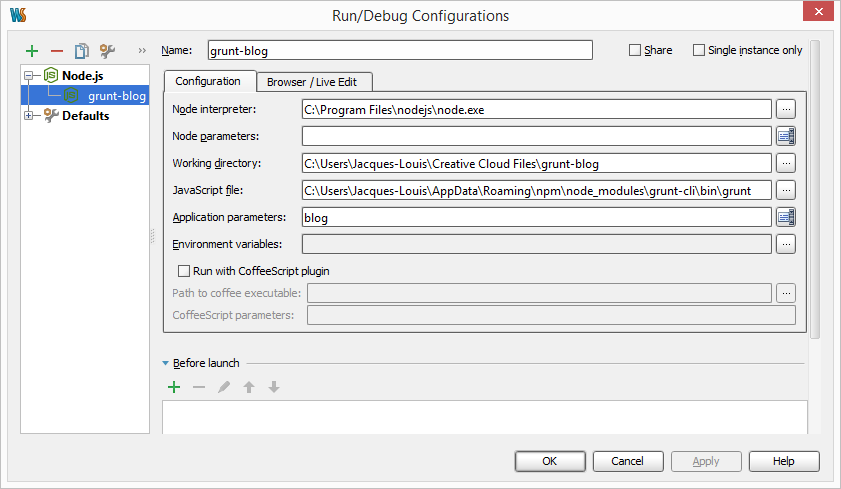 WS
Run/Debug Configurations
Name: grunt-blog Share Single instance only
Node.js
grunt-blog
Defaults
Configuration Browser / Live Edit
Node interpreter: C:\Program Files\nodejs\node.exe ...
Node parameters:
Working directory: C:\Users\Jacques-Louis\Creative Cloud Files\grunt-blog ...
JavaScript file: C:\Users\Jacques-Louis\AppData\Roaming\npm\node_modules\grunt-cli\bin\grunt ...
Application parameters: blog
Environment variables: ...
Run with CoffeeScript plugin
Path to coffee executable: ...
CoffeeScript parameters:
Before launch
OK Cancel Apply Help